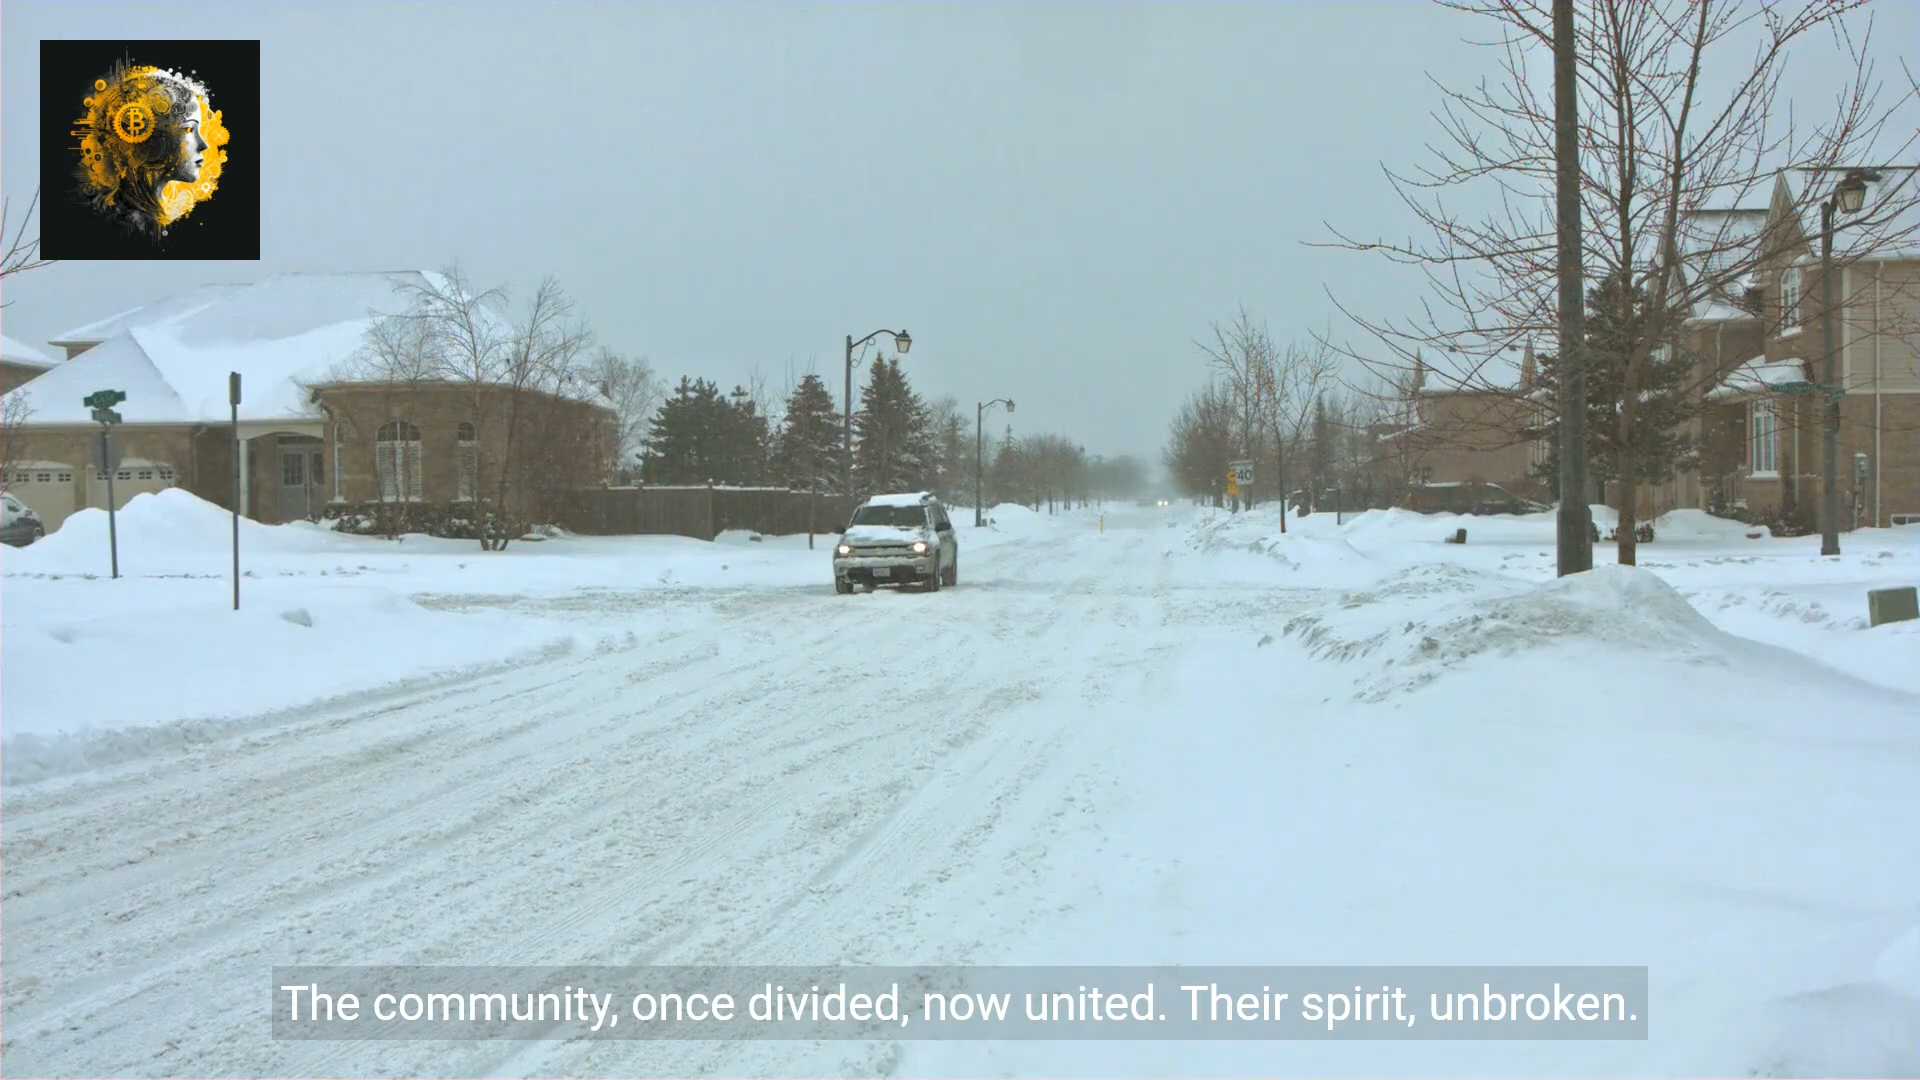 40
The community, once divided, now united. Their spirit, unbroken.